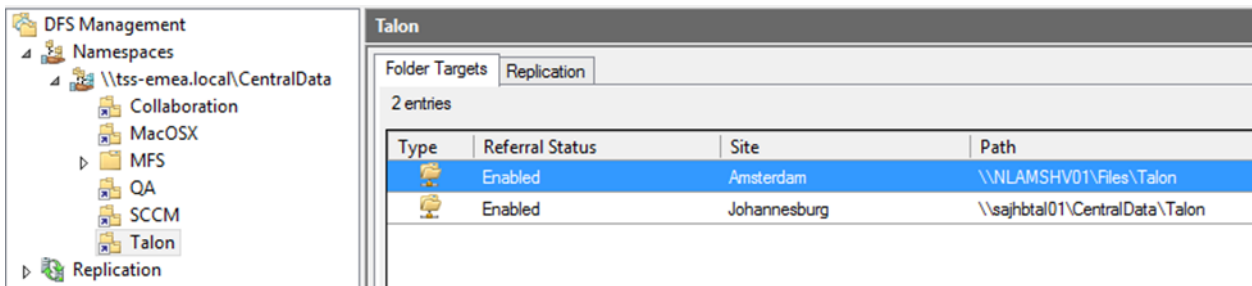 DFS Management
Namespaces
\\tss-emea.local\CentralData
Collaboration
MacOSX
MFS
QA
SCCM
Talon
Replication
Talon
Folder Targets Replication
2 entries
Type Referral Status Site Path
Enabled Amsterdam \\NLAMSHV01\Files\Talon
Enabled Johannesburg \\sajhbtal01\CentralData\Talon